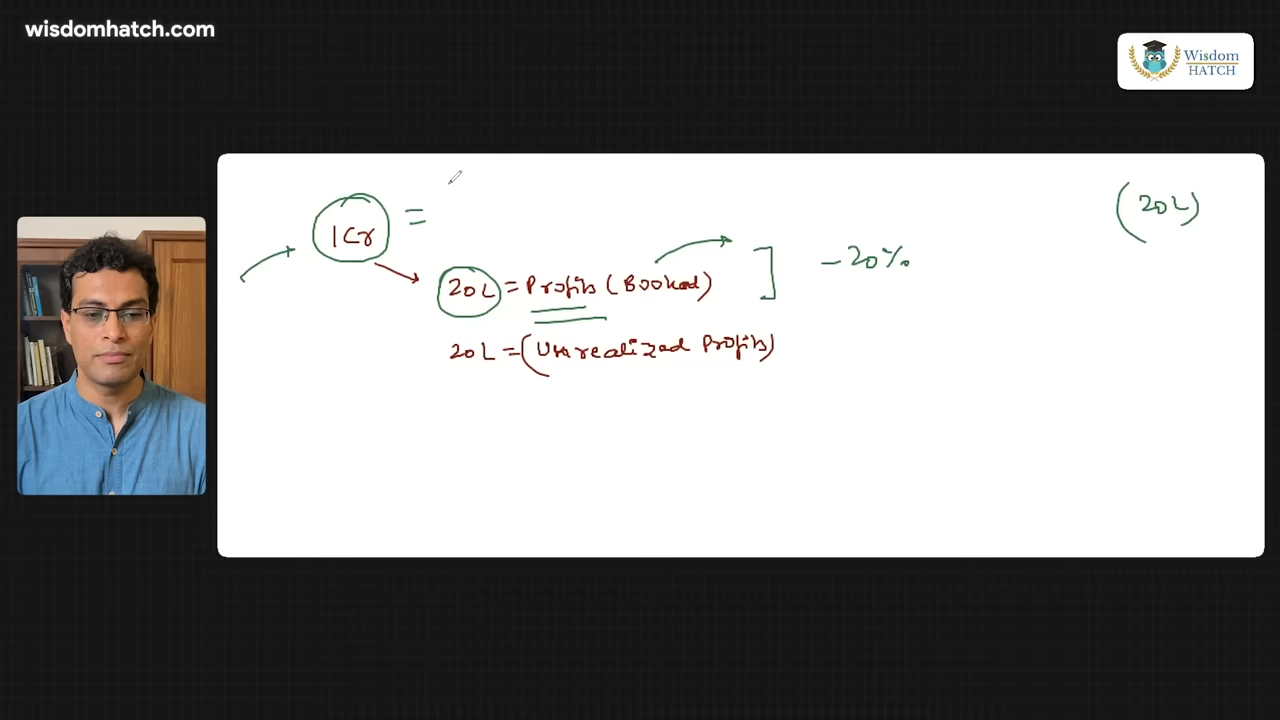 wisdomhatch.com
Wisdom
HATCH
1Cr =
(20L)
-20%
20L = Profits (Booked)
20L = (Unrealized Profits)